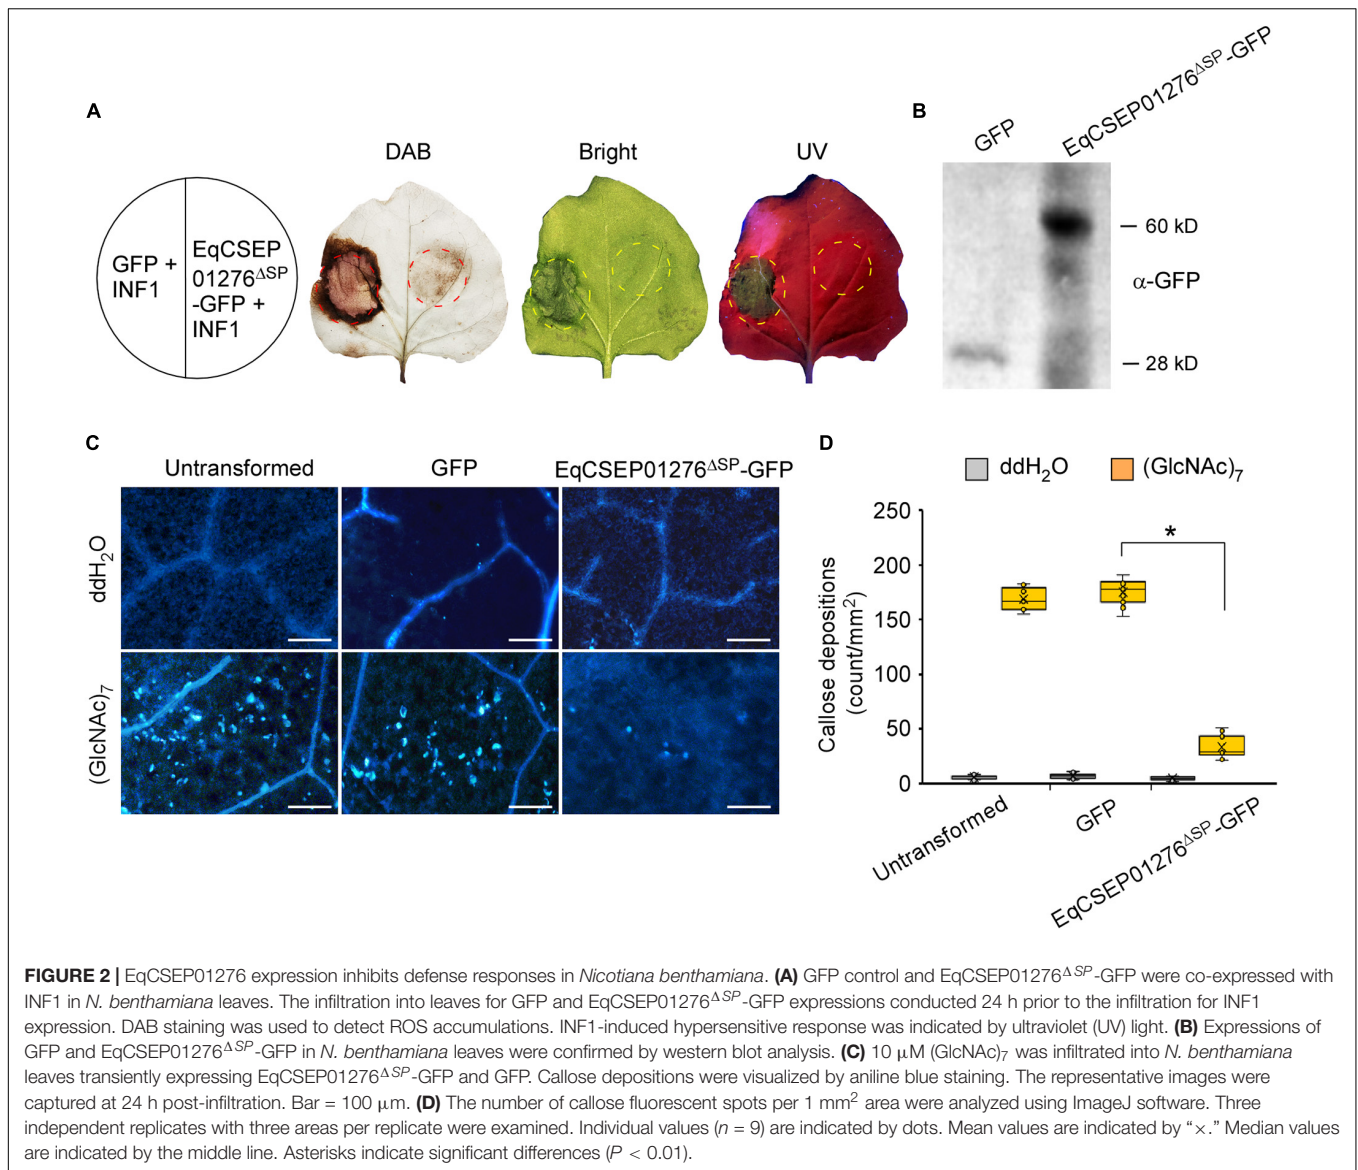 A
GFP +
INF1
EqCSEP
01276ΔSP
-GFP +
INF1
DAB
Bright
UV
B
GFP
EqCSEP01276ΔSP-GFP
— 60 kD
α-GFP
— 28 kD
C
Untransformed
GFP
EqCSEP01276ΔSP-GFP
ddH2O
(GlcNAc)7
D
ddH2O
(GlcNAc)7
Callose depositions
(count/mm2)
250
200
150
100
50
0
*
Untransformed
GFP
EqCSEP01276ΔSP-GFP
FIGURE 2 | EqCSEP01276 expression inhibits defense responses in Nicotiana benthamiana. (A) GFP control and EqCSEP01276ΔSP-GFP were co-expressed with
INF1 in N. benthamiana leaves. The infiltration into leaves for GFP and EqCSEP01276ΔSP-GFP expressions conducted 24 h prior to the infiltration for INF1
expression. DAB staining was used to detect ROS accumulations. INF1-induced hypersensitive response was indicated by ultraviolet (UV) light. (B) Expressions of
GFP and EqCSEP01276ΔSP-GFP in N. benthamiana leaves were confirmed by western blot analysis. (C) 10 μM (GlcNAc)7 was infiltrated into N. benthamiana
leaves transiently expressing EqCSEP01276ΔSP-GFP and GFP. Callose depositions were visualized by aniline blue staining. The representative images were
captured at 24 h post-infiltration. Bar = 100 μm. (D) The number of callose fluorescent spots per 1 mm2 area were analyzed using ImageJ software. Three
independent replicates with three areas per replicate were examined. Individual values (n = 9) are indicated by dots. Mean values are indicated by “×.” Median values
are indicated by the middle line. Asterisks indicate significant differences (P < 0.01).